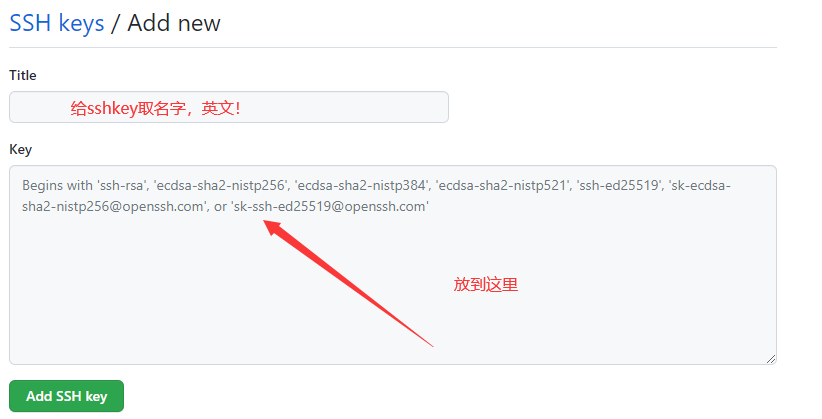 SSH keys / Add new
Title
给sshkey取名字，英文！
Key
Begins with 'ssh-rsa', 'ecdsa-sha2-nistp256', 'ecdsa-sha2-nistp384', 'ecdsa-sha2-nistp521', 'ssh-ed25519', 'sk-ecdsa-
sha2-nistp256@openssh.com', or 'sk-ssh-ed25519@openssh.com'
放到这里
Add SSH key